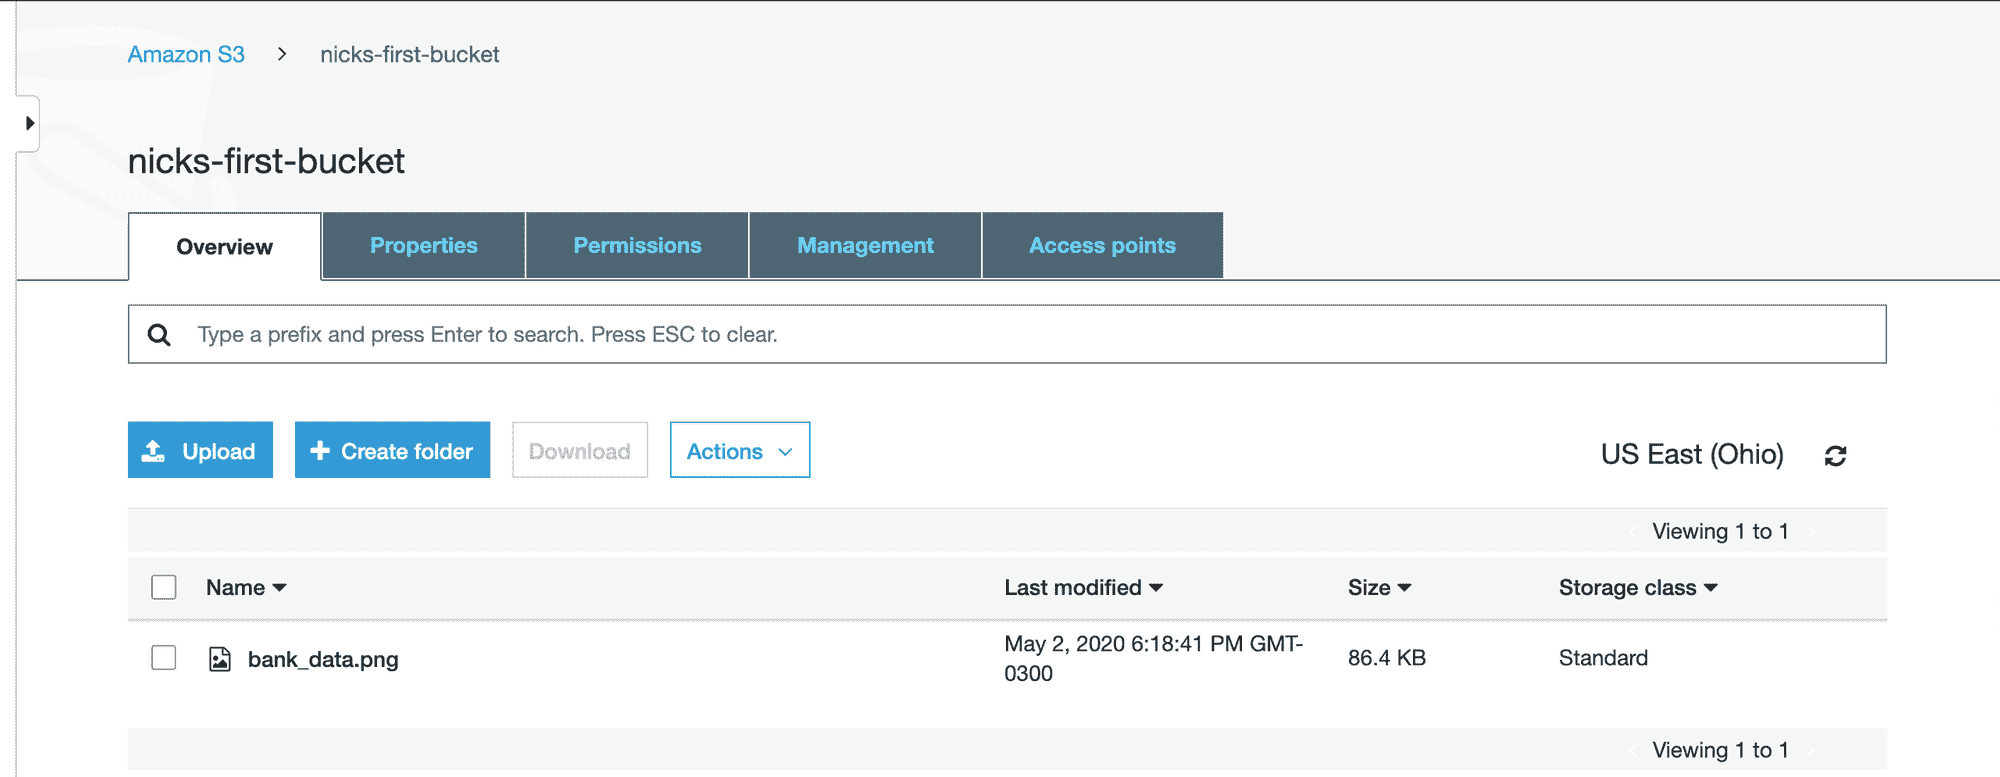 Amazon S3 > nicks-first-bucket
nicks-first-bucket
Overview Properties Permissions Management Access points
Type a prefix and press Enter to search. Press ESC to clear.
Upload Create folder Download Actions US East (Ohio)
Viewing 1 to 1
Name Last modified Size Storage class
bank_data.png May 2, 2020 6:18:41 PM GMT- 86.4 KB Standard
0300
Viewing 1 to 1